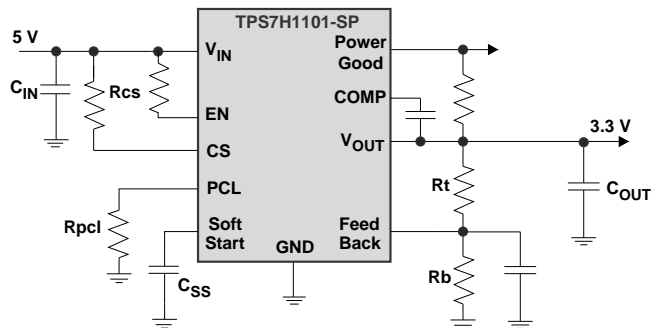 TPS7H1101-SP
5 V
VIN
Power
Good
CIN
Rcs
COMP
EN
3.3 V
VOUT
CS
Rt
PCL
COUT
Rpcl
Soft
Start
Feed
Back
GND
Rb
CSS